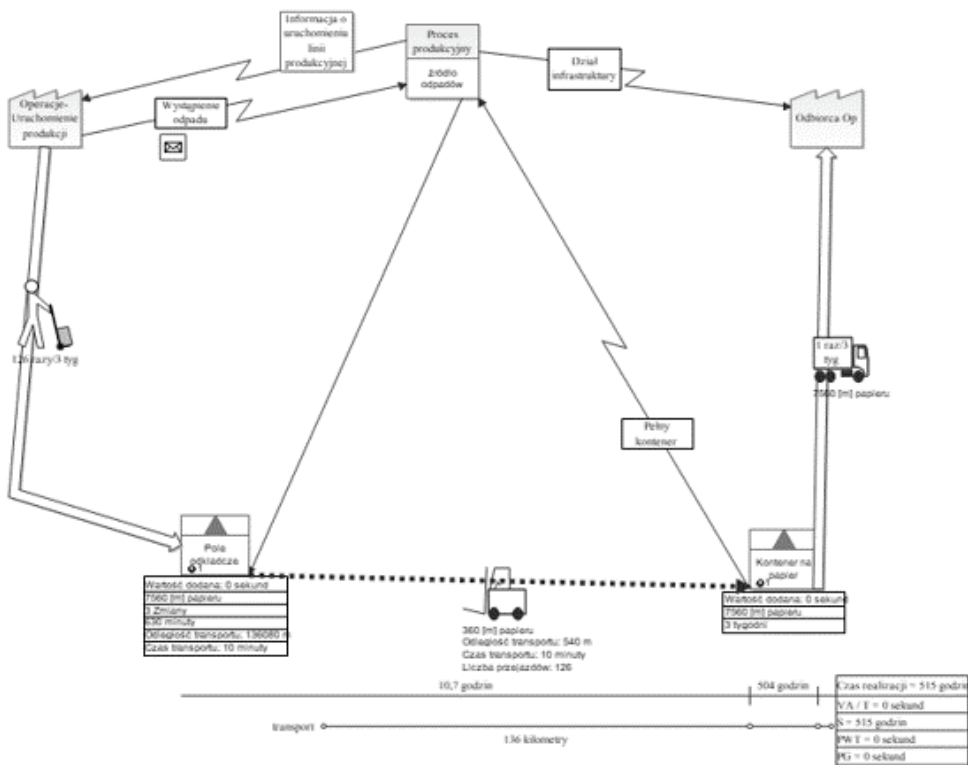 Informacja o
uruchomieniu
linii
produkcyjnej
Proces
produkcyjny
źródło
odpadów
Dział
infrastruktury
Operacje-
Uruchomienie
produkcji
Wystąpienie
odpadu
Odbiorca Op
126 razy/3 tyg
1 raz/3
tyg
7560 [m] papieru
Pełny
kontener
Pole
odkładcze
1
Wartość dodana: 0 sekund
7560 [m] papieru
3 Zmiany
630 minuty
Odległość transportu: 136080 m
Czas transportu: 10 minuty
Kontener na
papier
1
Wartość dodana: 0 sekund
7560 [m] papieru
3 tygodni
360 [m] papieru
Odległość transportu: 540 m
Czas transportu: 10 minuty
Liczba przejazdów: 126
10,7 godzin
504 godzin
transport
136 kilometry
Czas realizacji = 515 godzin
VA / T = 0 sekund
S = 515 godzin
PWT = 0 sekund
PG = 0 sekund